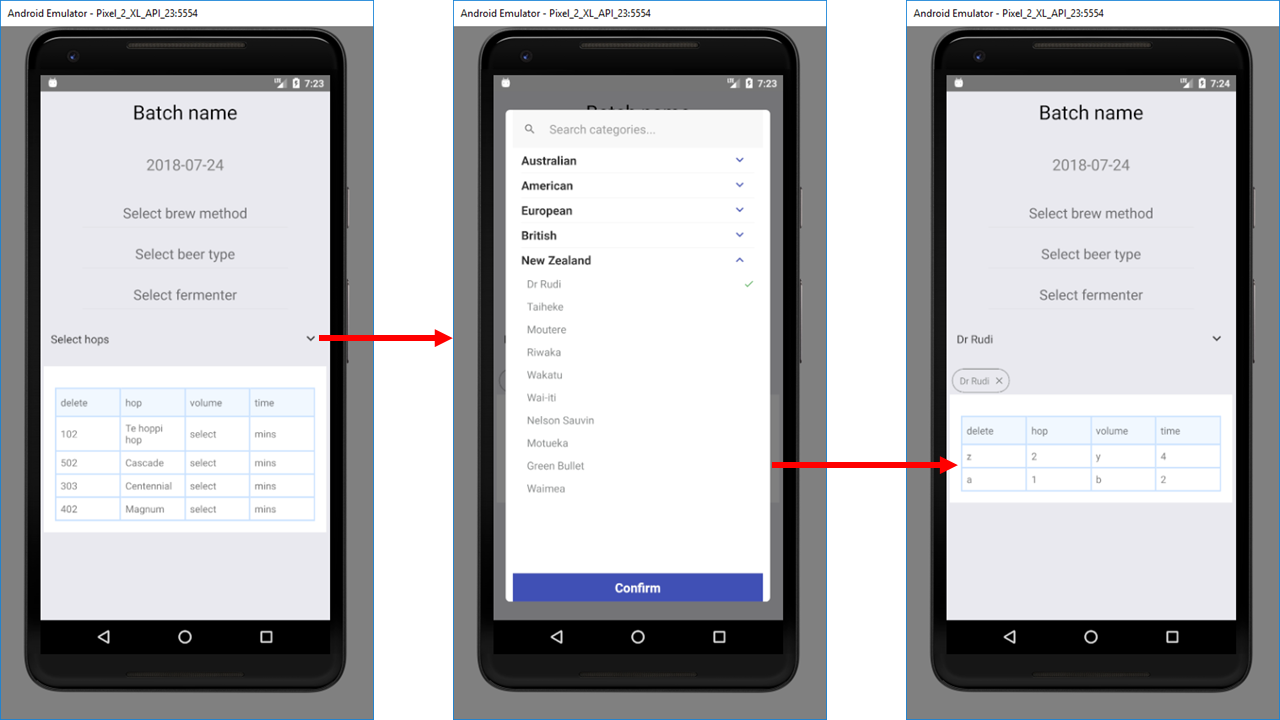 Android Emulator - Pixel_2_XL_API_23:5554
LTE 7:23
Batch name
2018-07-24
Select brew method
Select beer type
Select fermenter
Select hops
delete hop volume time
102 Te hoppi hop select mins
502 Cascade select mins
303 Centennial select mins
402 Magnum select mins
Android Emulator - Pixel_2_XL_API_23:5554
LTE 7:23
Batch name
Search categories...
Australian
American
European
British
New Zealand
Dr Rudi
Taiheke
Moutere
Riwaka
Wakatu
Wai-iti
Nelson Sauvin
Motueka
Green Bullet
Waimea
Confirm
Android Emulator - Pixel_2_XL_API_23:5554
LTE 7:24
Batch name
2018-07-24
Select brew method
Select beer type
Select fermenter
Dr Rudi
Dr Rudi
delete hop volume time
z 2 y 4
a 1 b 2